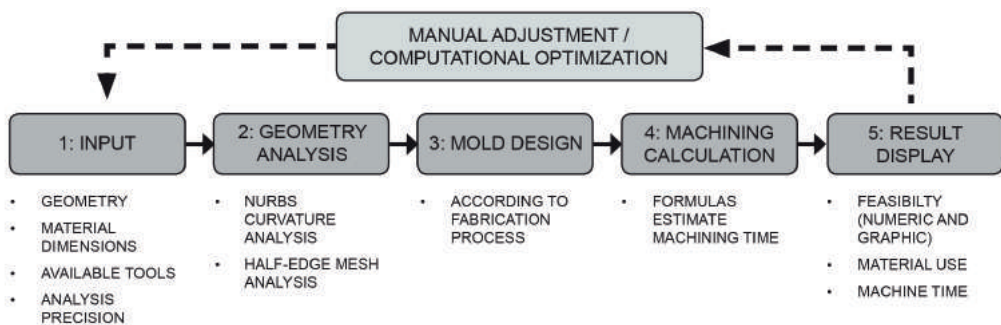 MANUAL ADJUSTMENT /
COMPUTATIONAL OPTIMIZATION
1: INPUT
2: GEOMETRY
ANALYSIS
3: MOLD DESIGN
4: MACHINING
CALCULATION
5: RESULT
DISPLAY
• GEOMETRY
• MATERIAL
DIMENSIONS
• AVAILABLE TOOLS
• ANALYSIS
PRECISION
• NURBS
CURVATURE
ANALYSIS
• HALF-EDGE MESH
ANALYSIS
• ACCORDING TO
FABRICATION
PROCESS
• FORMULAS
ESTIMATE
MACHINING TIME
• FEASIBILTY
(NUMERIC AND
GRAPHIC)
• MATERIAL USE
• MACHINE TIME